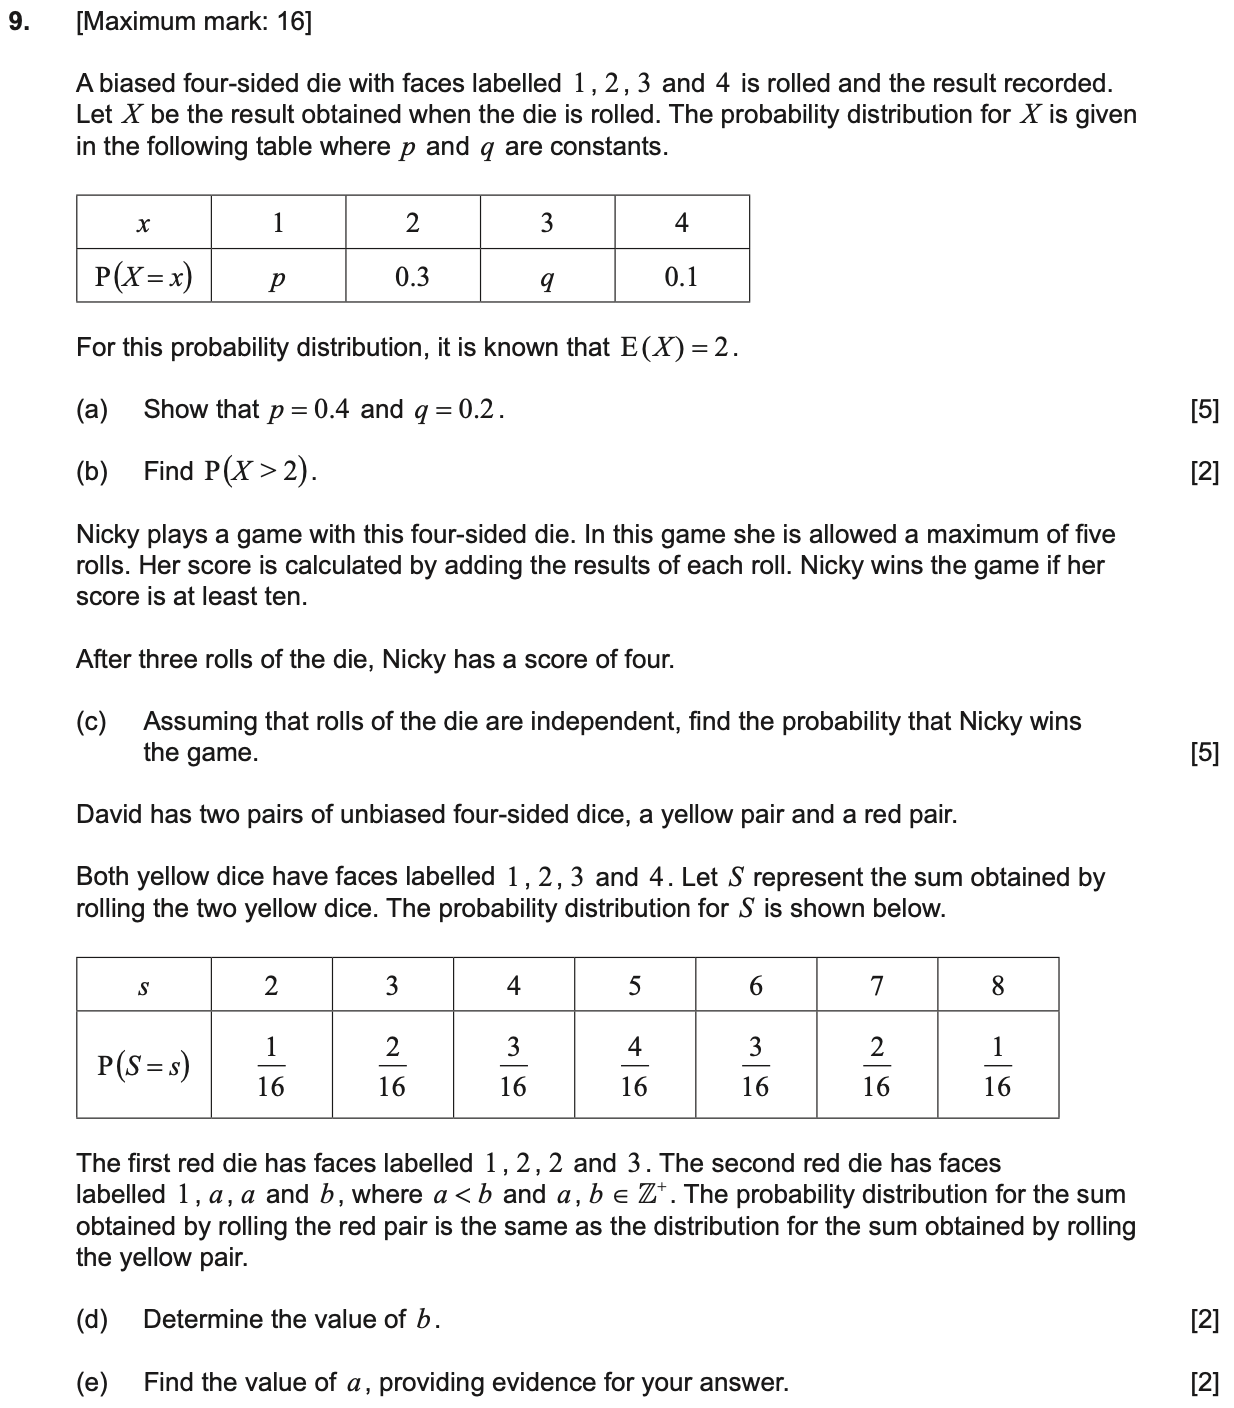 9. [Maximum mark: 16]
A biased four-sided die with faces labelled 1, 2, 3 and 4 is rolled and the result recorded.
Let X be the result obtained when the die is rolled. The probability distribution for X is given
in the following table where p and q are constants.
x 1 2 3 4
P(X = x) p 0.3 q 0.1
For this probability distribution, it is known that E(X) = 2.
(a) Show that p = 0.4 and q = 0.2. [5]
(b) Find P(X > 2). [2]
Nicky plays a game with this four-sided die. In this game she is allowed a maximum of five
rolls. Her score is calculated by adding the results of each roll. Nicky wins the game if her
score is at least ten.
After three rolls of the die, Nicky has a score of four.
(c) Assuming that rolls of the die are independent, find the probability that Nicky wins
the game. [5]
David has two pairs of unbiased four-sided dice, a yellow pair and a red pair.
Both yellow dice have faces labelled 1, 2, 3 and 4. Let S represent the sum obtained by
rolling the two yellow dice. The probability distribution for S is shown below.
s 2 3 4 5 6 7 8
P(S = s) 1/16 2/16 3/16 4/16 3/16 2/16 1/16
The first red die has faces labelled 1, 2, 2 and 3. The second red die has faces
labelled 1, a, a and b, where a < b and a, b ∈ ℤ⁺. The probability distribution for the sum
obtained by rolling the red pair is the same as the distribution for the sum obtained by rolling
the yellow pair.
(d) Determine the value of b. [2]
(e) Find the value of a, providing evidence for your answer. [2]